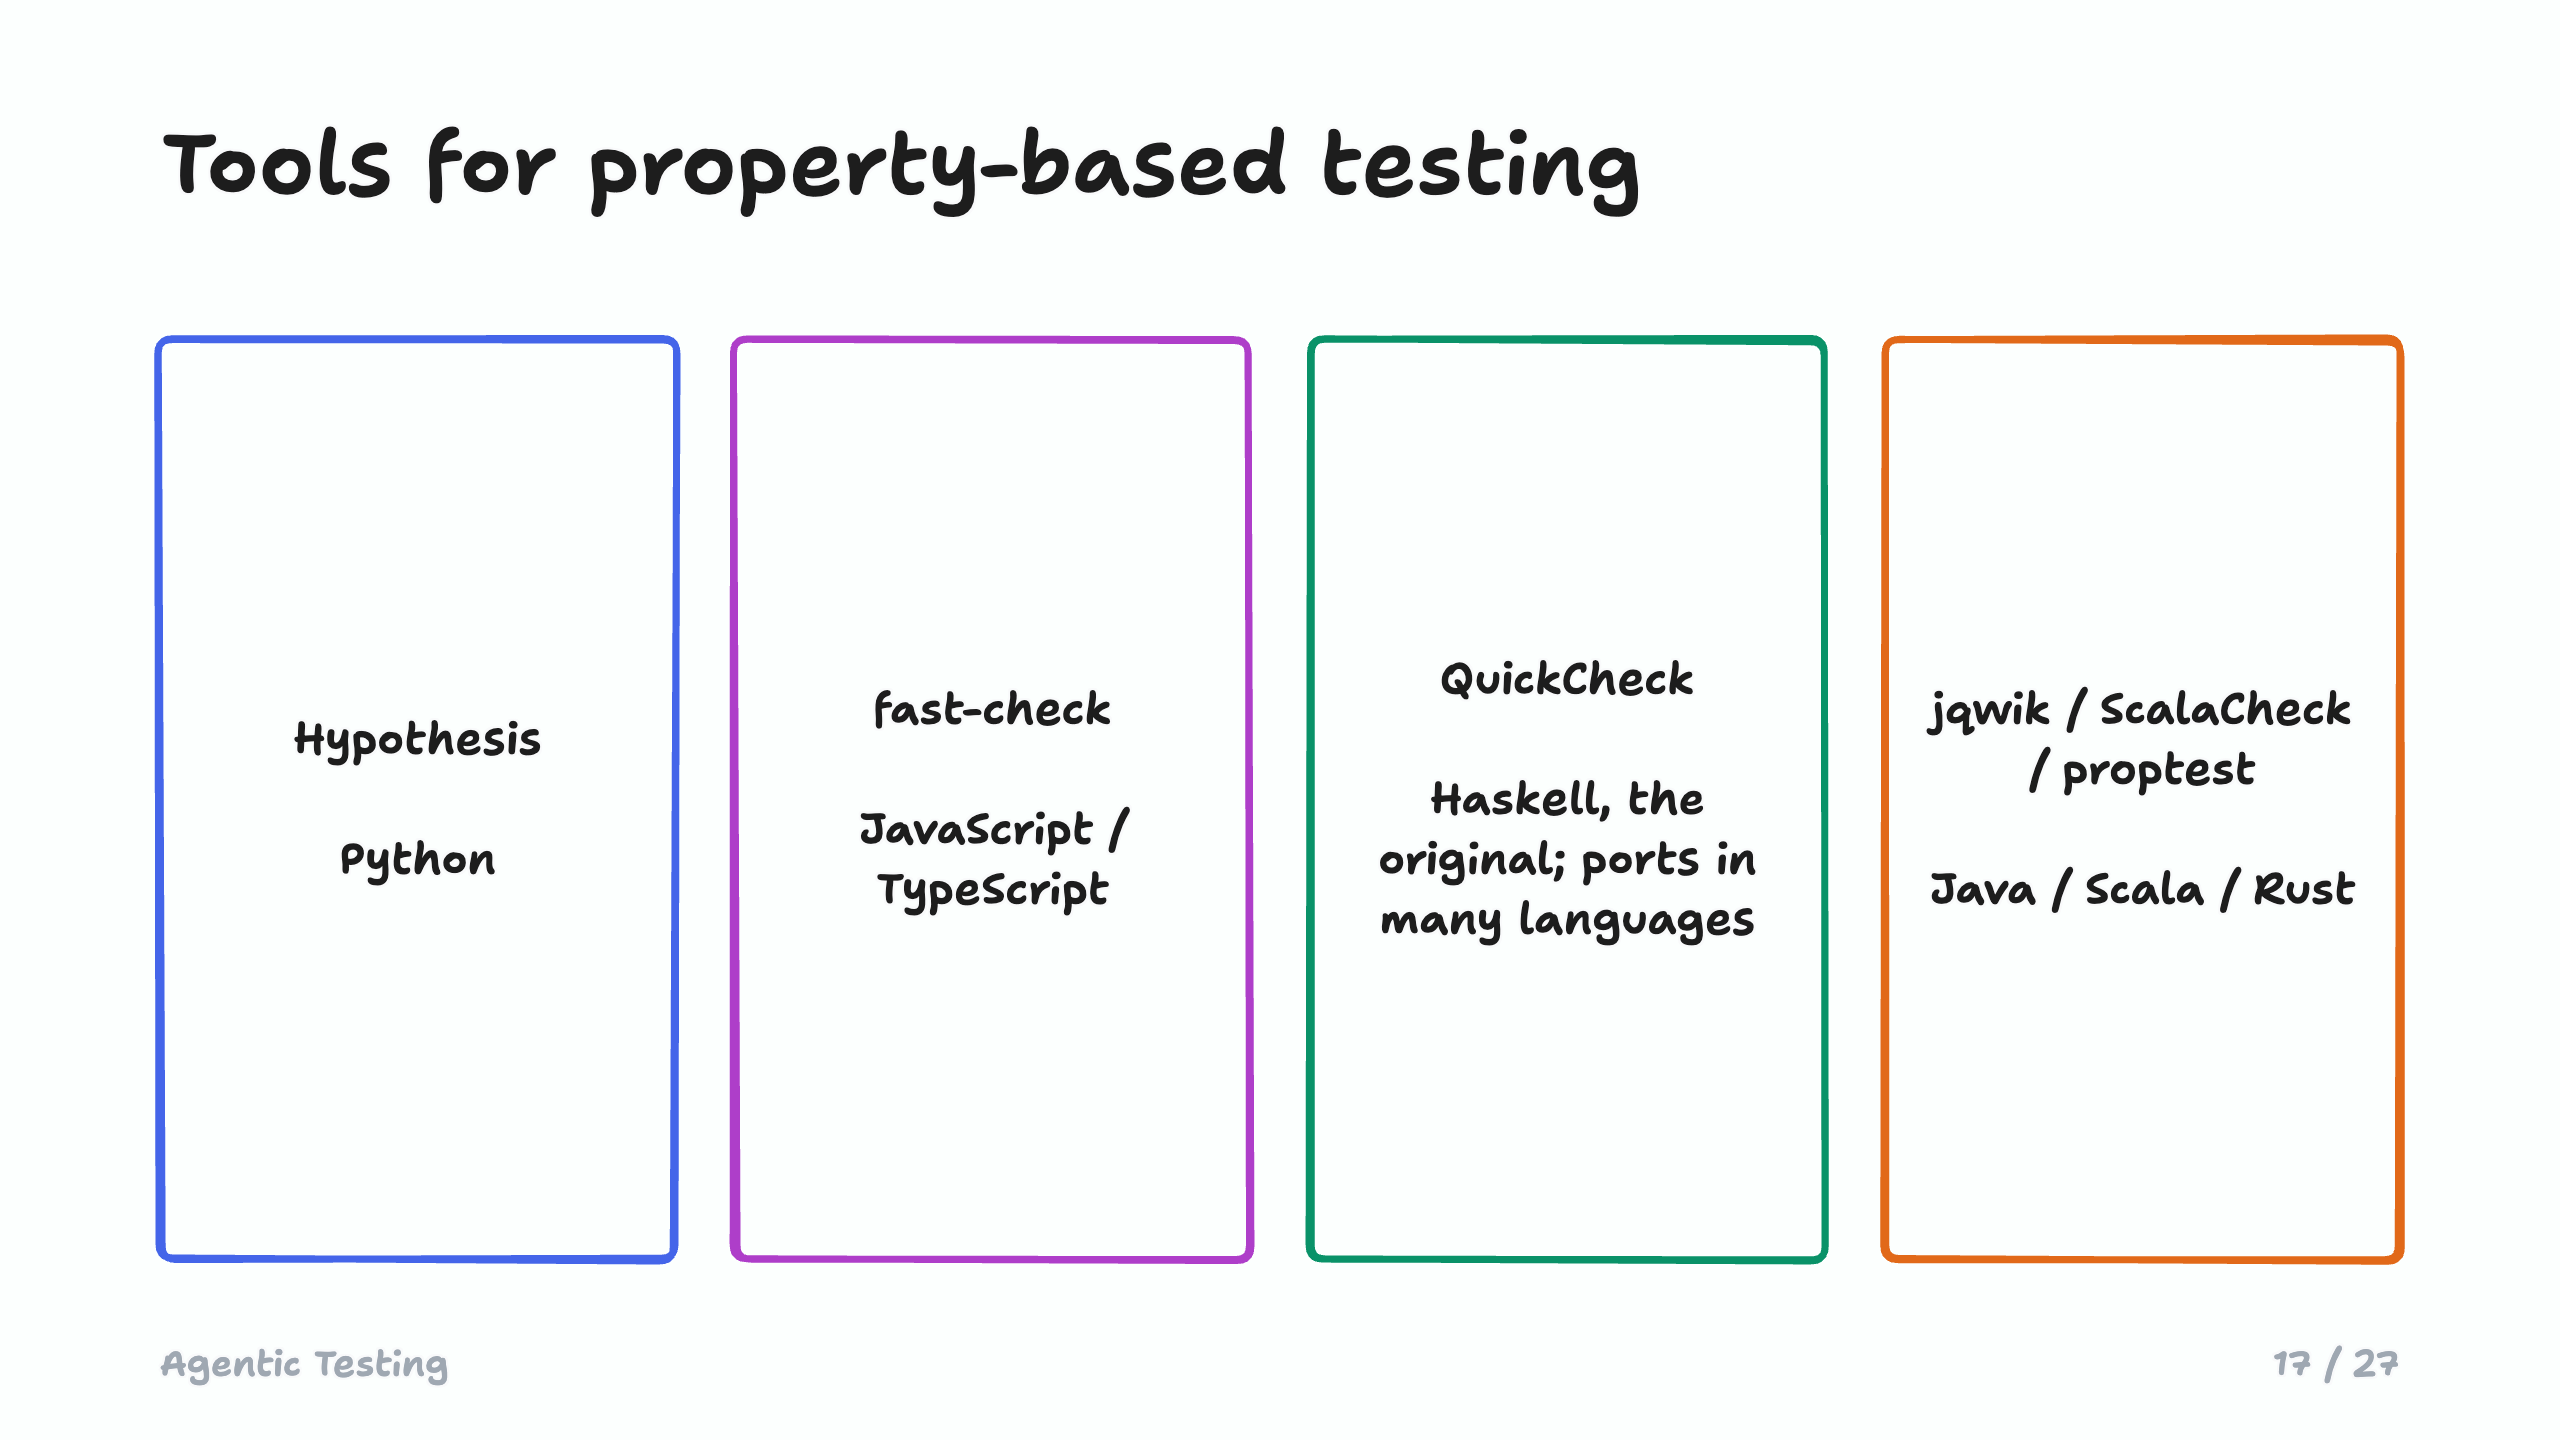 Tools for property-based testing
Hypothesis
Python
fast-check
JavaScript /
TypeScript
QuickCheck
Haskell, the
original; ports in
many languages
jqwik / ScalaCheck
/ proptest
Java / Scala / Rust
Agentic Testing
17 / 27